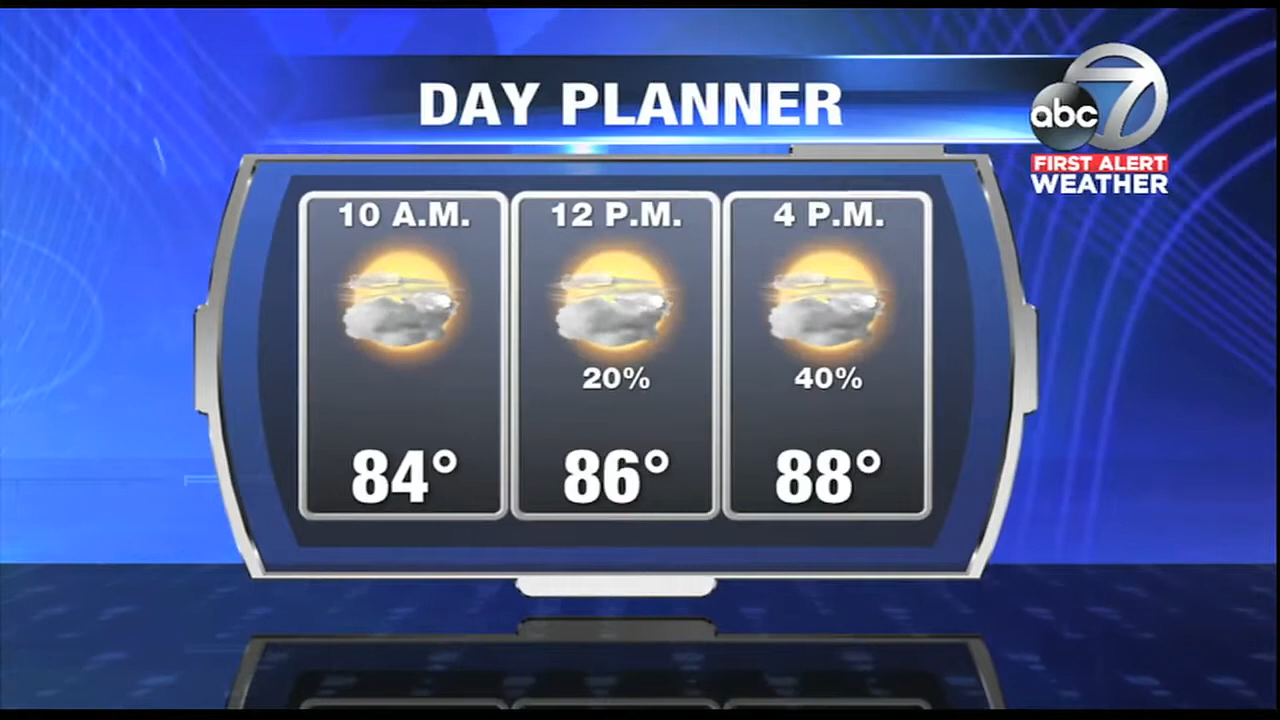 DAY PLANNER
abc 7
FIRST ALERT
WEATHER
10 A.M.
12 P.M.
4 P.M.
20%
40%
84°
86°
88°